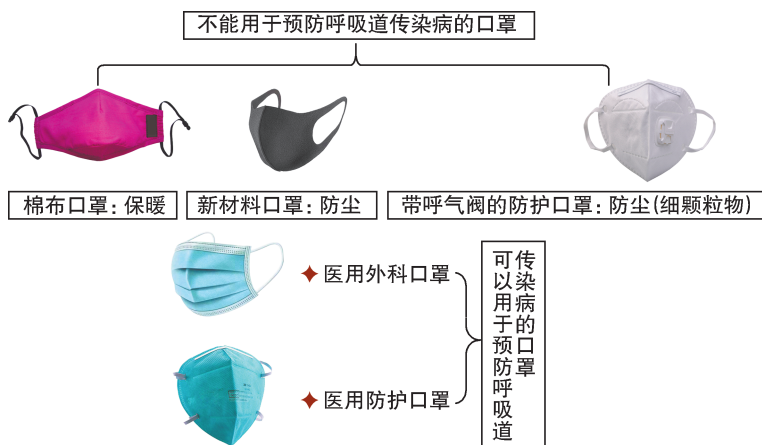 不能用于预防呼吸道传染病的口罩
棉布口罩：保暖
新材料口罩：防尘
带呼气阀的防护口罩：防尘(细颗粒物)
医用外科口罩
医用防护口罩
可以用于预防呼吸道
传染病的口罩